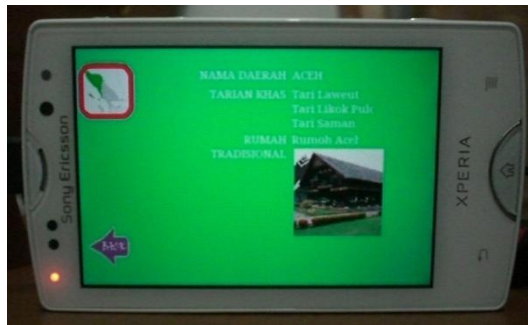 NAMA DAERAH ACEH
TARIAN KHAS Tari Laweut
Tari Likok Pulo
Tari Saman
RUMAH Rumoh Aceh
TRADISIONAL
BACK
Sony Ericsson
XPERIA